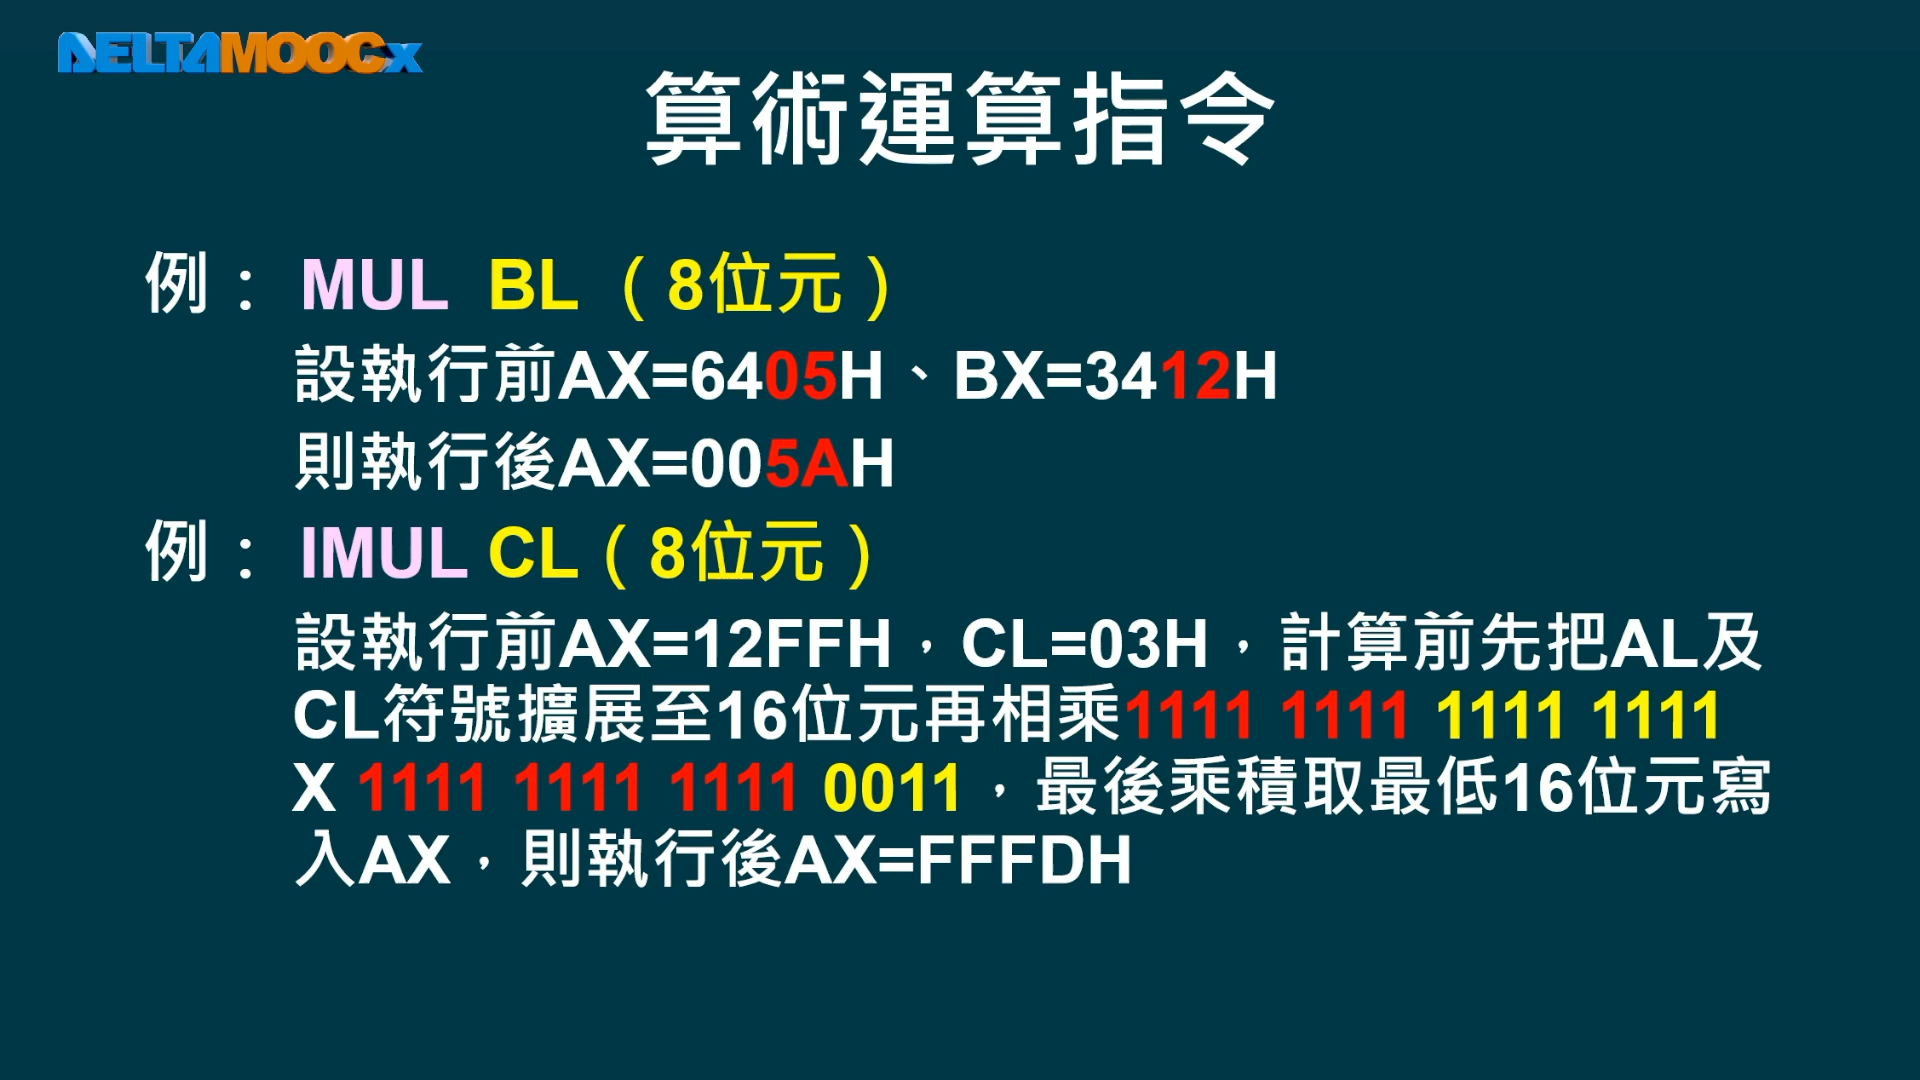 DELTAMOOCx
算術運算指令
例： MUL BL （8位元）
設執行前AX=6405H、BX=3412H
則執行後AX=005AH
例： IMUL CL（8位元）
設執行前AX=12FFH，CL=03H，計算前先把AL及
CL符號擴展至16位元再相乘1111 1111 1111 1111
X 1111 1111 1111 0011，最後乘積取最低16位元寫
入AX，則執行後AX=FFFDH